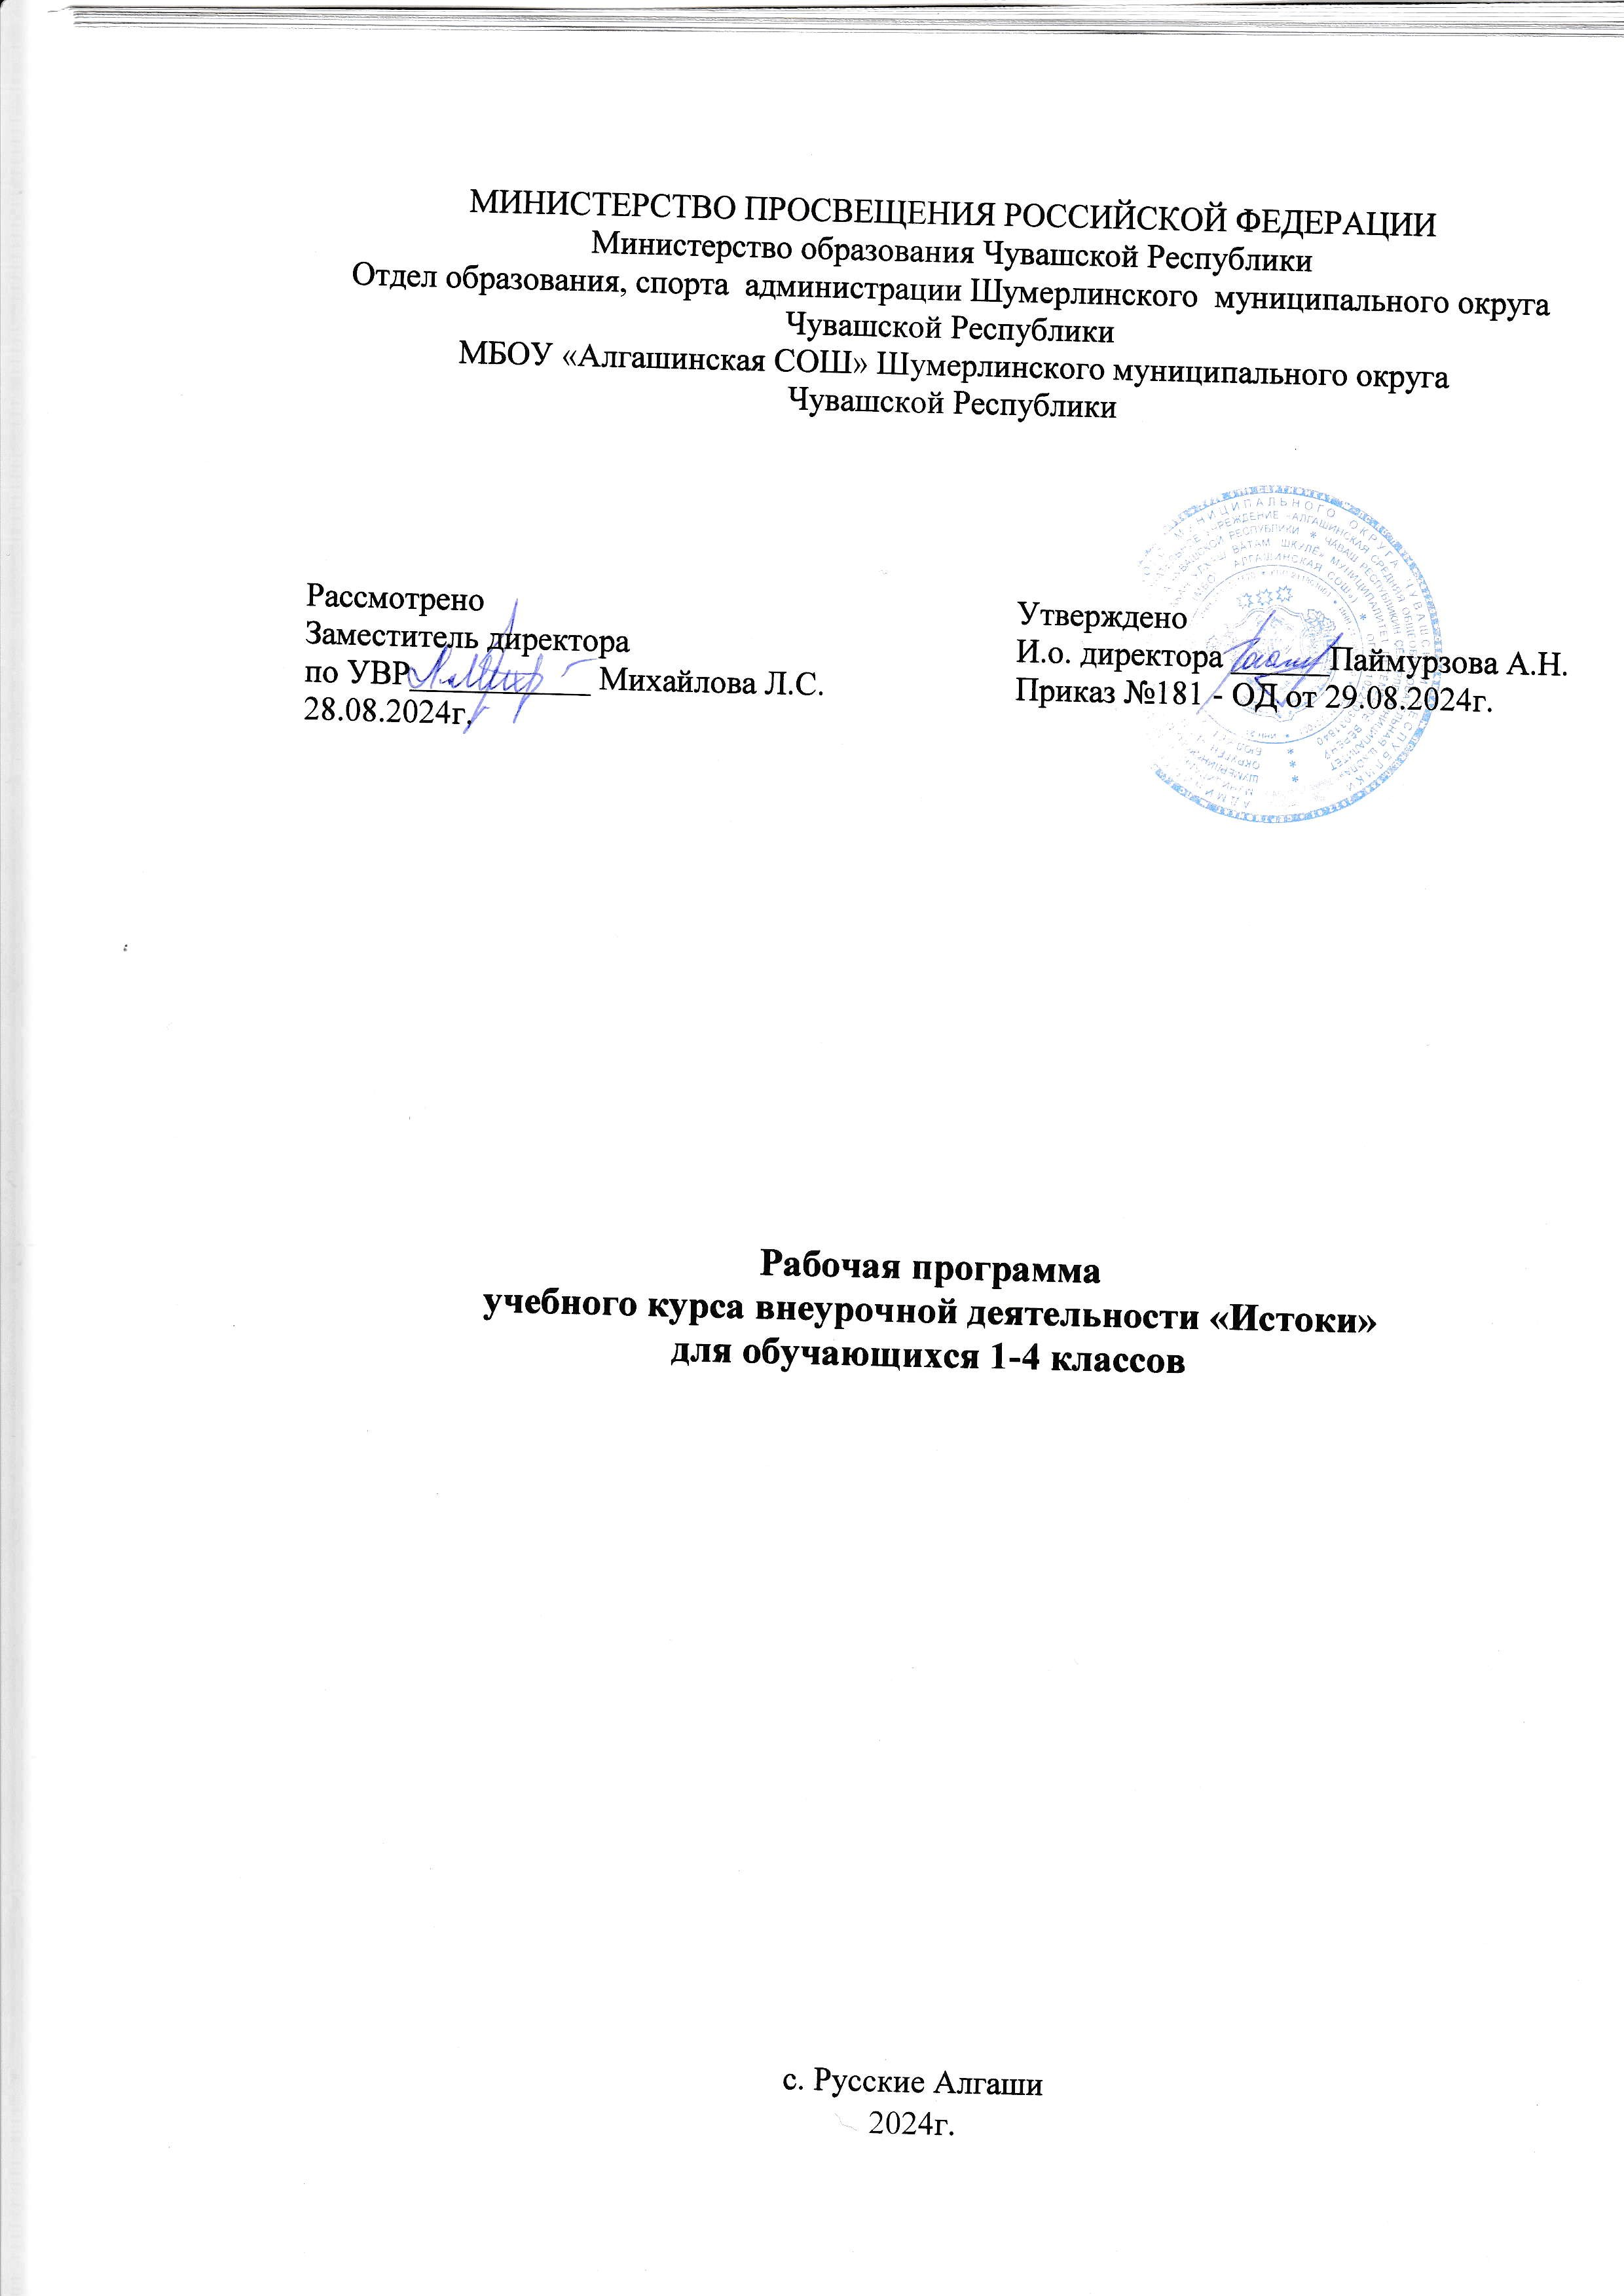 МИНИСТЕРСТВО ПРОСВЕЩЕНИЯ РОССИЙСКОЙ ФЕДЕРАЦИИ
Министерство образования Чувашской Республики
Отдел образования, спорта администрации Шумерлинского муниципального округа
Чувашской Республики
МБОУ «Алгашинская СОШ» Шумерлинского муниципального округа
Чувашской Республики
Рассмотрено
Заместитель директора
по УВР___________ Михайлова Л.С.
28.08.2024г.
Утверждено
И.о. директора ______Паймурзова А.Н.
Приказ №181 - ОД от 29.08.2024г.
Рабочая программа
учебного курса внеурочной деятельности «Истоки»
для обучающихся 1-4 классов
с. Русские Алгаши
2024г.